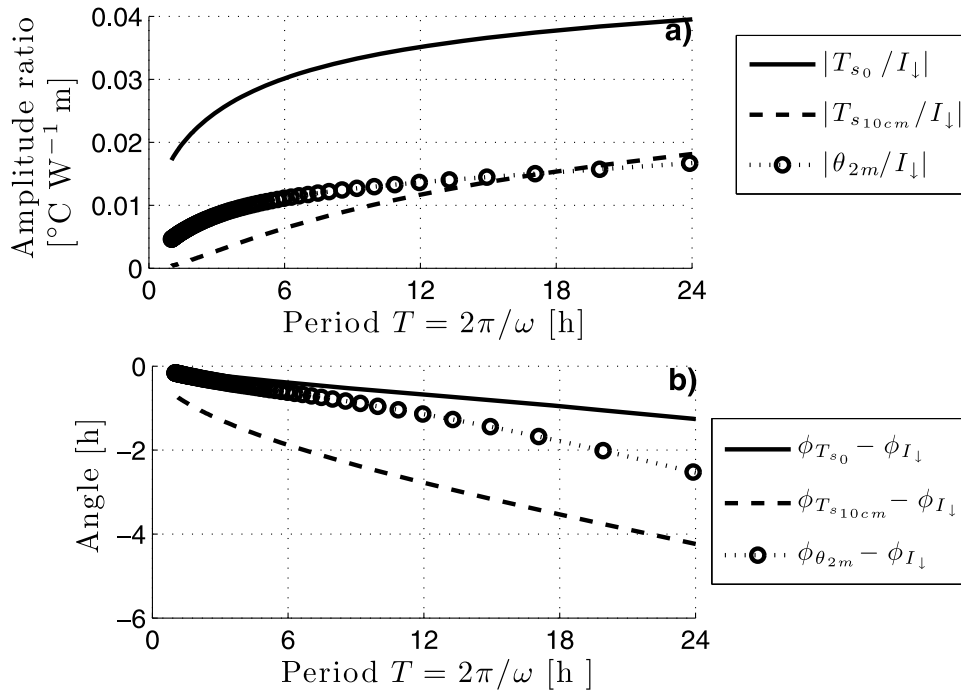 Amplitude ratio
[°C W⁻¹ m]
0.04
0.03
0.02
0.01
0
a)
0 6 12 18 24
Period T = 2π/ω [h]
|T_{s_0}/I_↓|
|T_{s_{10cm}}/I_↓|
|θ_{2m}/I_↓|
Angle [h]
0
−2
−4
−6
b)
0 6 12 18 24
Period T = 2π/ω [h ]
ϕ_{T_{s_0}} − ϕ_{I_↓}
ϕ_{T_{s_{10cm}}} − ϕ_{I_↓}
ϕ_{θ_{2m}} − ϕ_{I_↓}